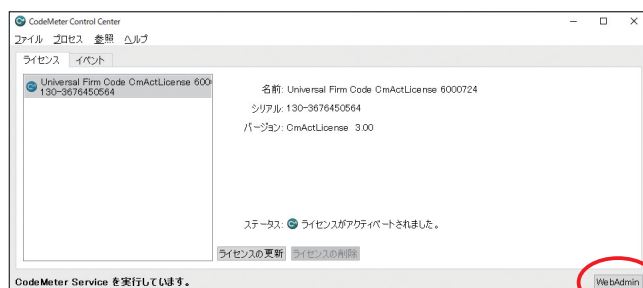 CodeMeter Control Center
ファイル プロセス 参照 ヘルプ
ライセンス イベント
Universal Firm Code CmActLicense 600
130-3676450564
名前: Universal Firm Code CmActLicense 6000724
シリアル: 130-3676450564
バージョン: CmActLicense 3.00
ステータス: ライセンスがアクティベートされました。
ライセンスの更新 ライセンスの削除
CodeMeter Service を実行しています。 WebAdmin